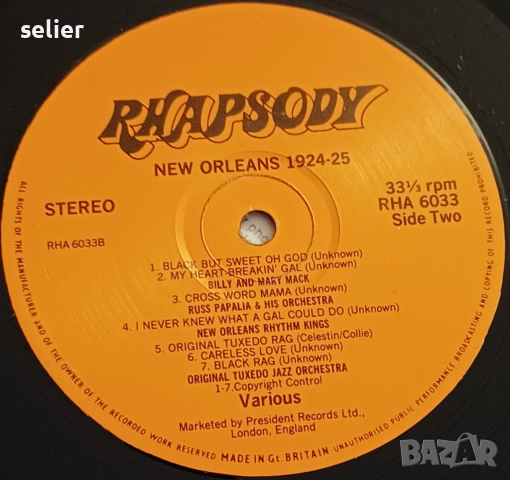 selier
RHAPSODY
NEW ORLEANS 1924-25
STEREO
33⅓ rpm
RHA 6033
Side Two
RHA 6033B
1. BLACK BUT SWEET OH GOD (Unknown)
2. MY HEART-BREAKIN' GAL (Unknown)
BILLY AND MARY MACK
3. CROSS WORD MAMA (Unknown)
RUSS PAPALIA & HIS ORCHESTRA
4. I NEVER KNEW WHAT A GAL COULD DO (Unknown)
NEW ORLEANS RHYTHM KINGS
5. ORIGINAL TUXEDO RAG (Celestin/Collie)
6. CARELESS LOVE (Unknown)
7. BLACK RAG (Unknown)
ORIGINAL TUXEDO JAZZ ORCHESTRA
1-7. Copyright Control
Various
Marketed by President Records Ltd.,
London, England
ALL RIGHTS OF THE MANUFACTURER AND OF THE OWNER OF THE RECORDED WORK RESERVED MADE IN Gt. BRITAIN UNAUTHORISED PUBLIC PERFORMANCE BROADCASTING AND COPYING OF THIS RECORD PROHIBITED
BAZAR
.bg